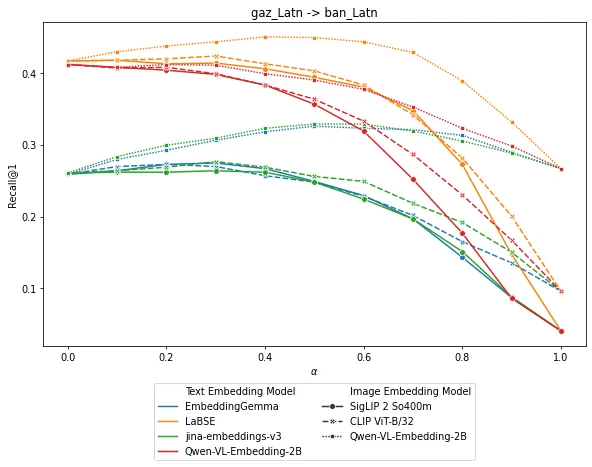 gaz_Latn -> ban_Latn
Recall@1
0.4
0.3
0.2
0.1
0.0 0.2 0.4 0.6 0.8 1.0
α
Text Embedding Model
EmbeddingGemma
LaBSE
jina-embeddings-v3
Qwen-VL-Embedding-2B
Image Embedding Model
SigLIP 2 So400m
CLIP ViT-B/32
Qwen-VL-Embedding-2B